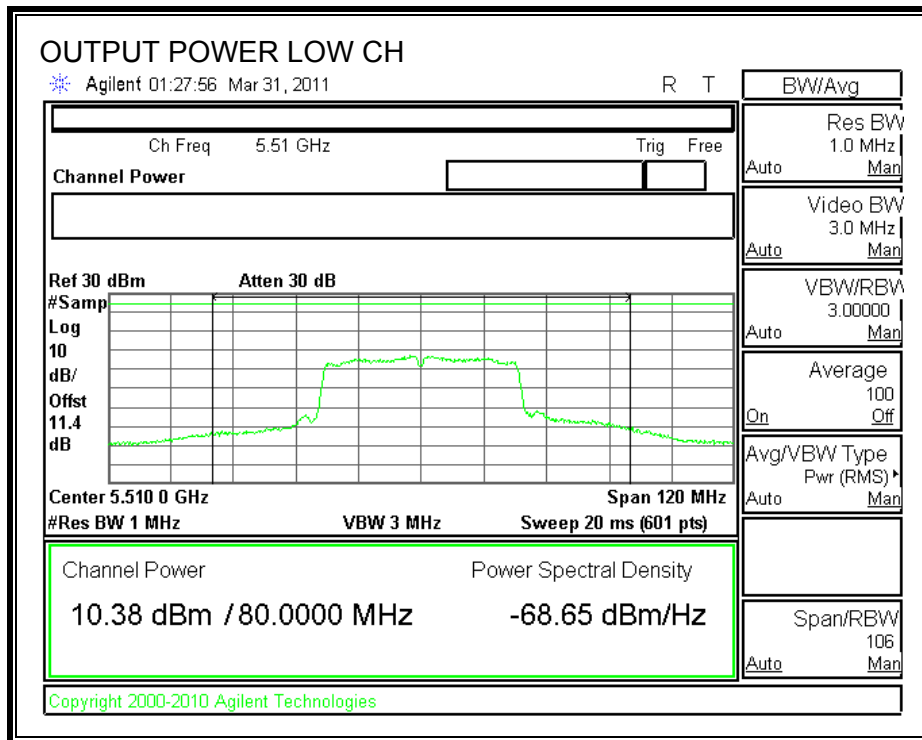 OUTPUT POWER LOW CH
Agilent 01:27:56 Mar 31, 2011
R T
BW/Avg
Ch Freq 5.51 GHz
Trig Free
Channel Power
Res BW
1.0 MHz
Auto Man
Video BW
3.0 MHz
Auto Man
VBW/RBW
3.00000
Auto Man
Average
100
On Off
Avg/VBW Type
Pwr (RMS)
Auto Man
Span/RBW
106
Auto Man
Ref 30 dBm Atten 30 dB
#Samp
Log
10
dB/
Offst
11.4
dB
Center 5.510 0 GHz Span 120 MHz
#Res BW 1 MHz VBW 3 MHz Sweep 20 ms (601 pts)
Channel Power Power Spectral Density
10.38 dBm / 80.0000 MHz -68.65 dBm/Hz
Copyright 2000-2010 Agilent Technologies